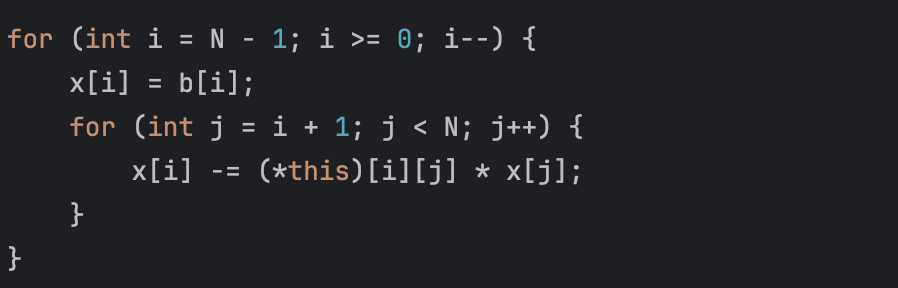 for (int i = N - 1; i >= 0; i--) {
    x[i] = b[i];
    for (int j = i + 1; j < N; j++) {
        x[i] -= (*this)[i][j] * x[j];
    }
}